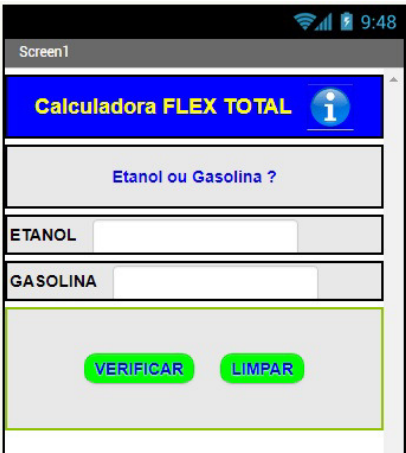 9:48
Screen1
Calculadora FLEX TOTAL
Etanol ou Gasolina ?
ETANOL
GASOLINA
VERIFICAR LIMPAR